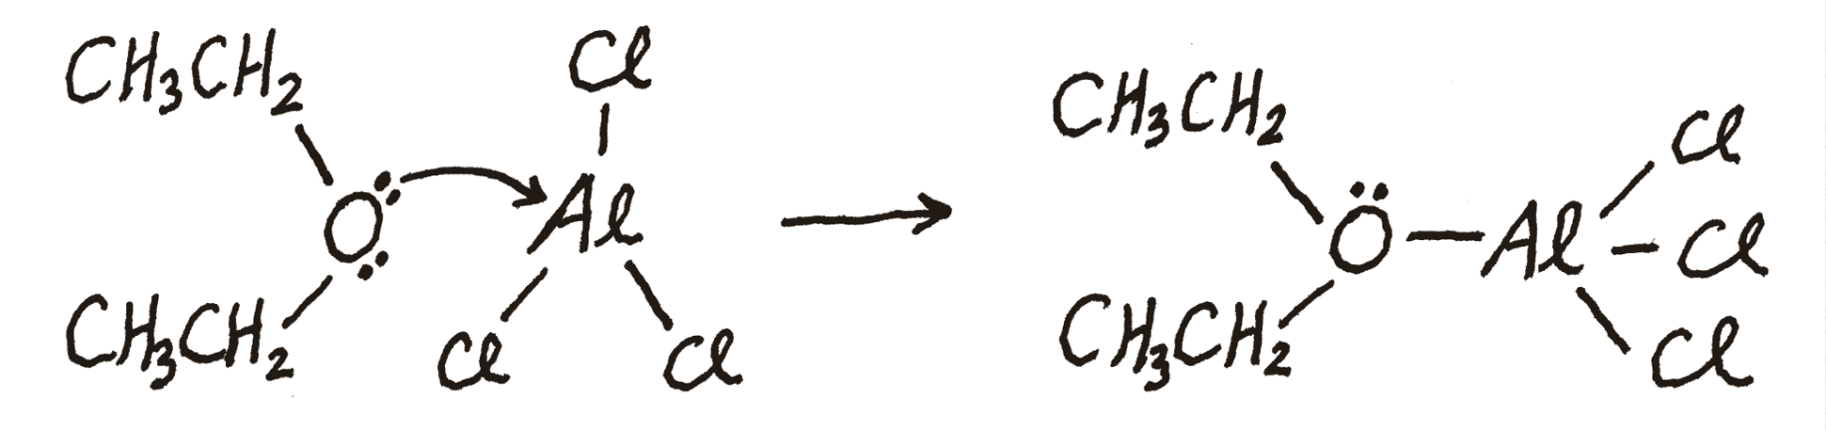 CH₃CH₂ Cl CH₃CH₂ Cl
O Al → O Al Cl
CH₃CH₂ Cl Cl CH₃CH₂ Cl